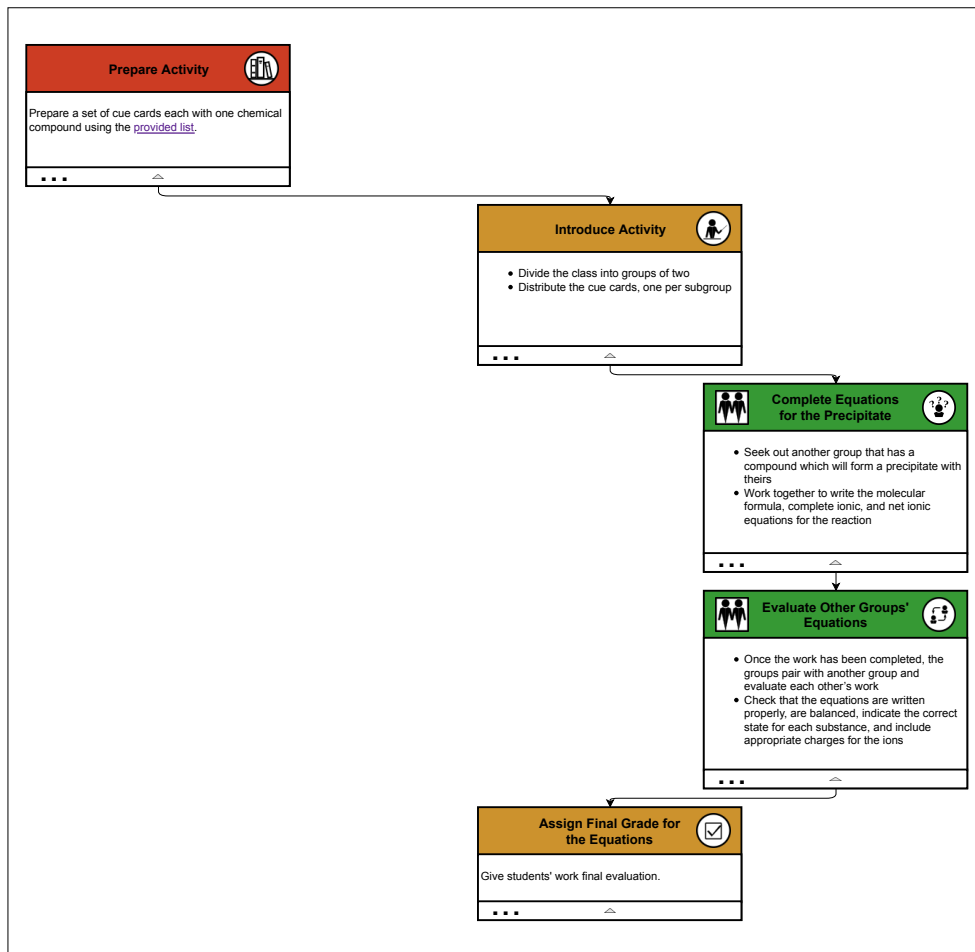 Prepare Activity
Prepare a set of cue cards each with one chemical
compound using the provided list.
Introduce Activity
• Divide the class into groups of two
• Distribute the cue cards, one per subgroup
Complete Equations
for the Precipitate
???
• Seek out another group that has a
compound which will form a precipitate with
theirs
• Work together to write the molecular
formula, complete ionic, and net ionic
equations for the reaction
Evaluate Other Groups'
Equations
• Once the work has been completed, the
groups pair with another group and
evaluate each other’s work
• Check that the equations are written
properly, are balanced, indicate the correct
state for each substance, and include
appropriate charges for the ions
Assign Final Grade for
the Equations
Give students' work final evaluation.